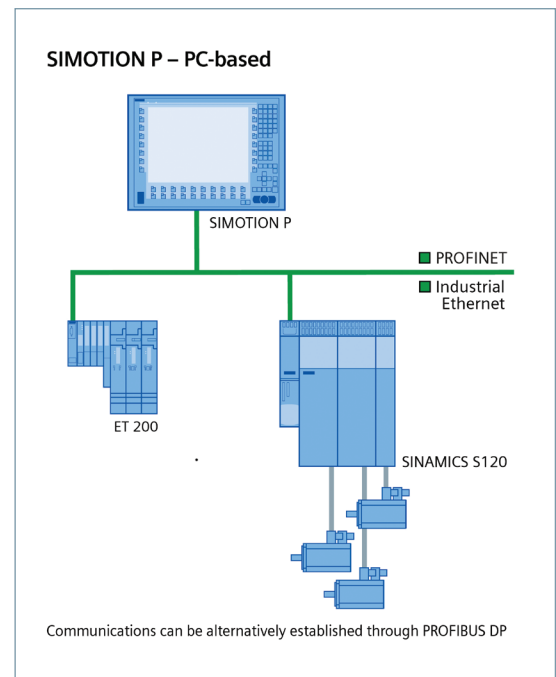 SIMOTION P – PC-based
SIMOTION P
PROFINET
Industrial
Ethernet
ET 200
SINAMICS S120
Communications can be alternatively established through PROFIBUS DP